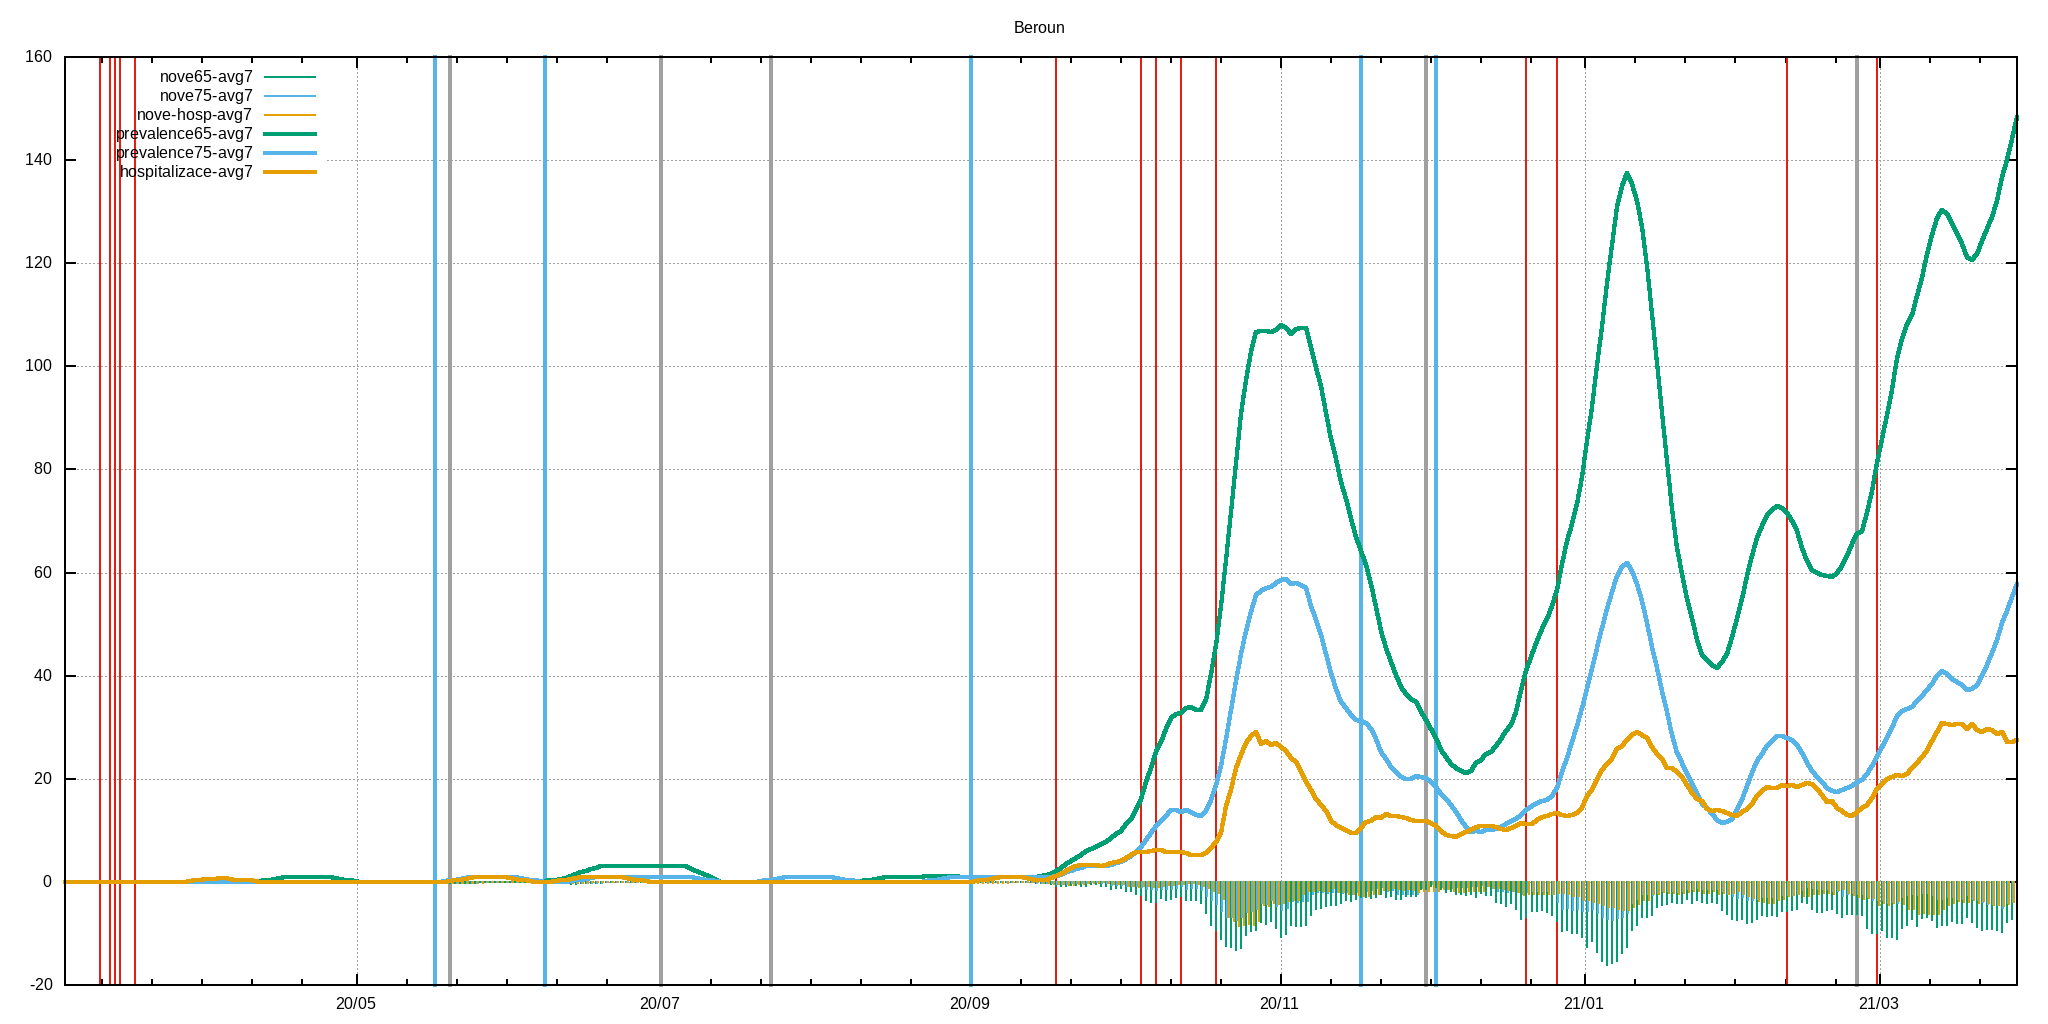 Beroun
160
nove65-avg7
nove75-avg7
nove-hosp-avg7
prevalence65-avg7
prevalence75-avg7
hospitalizace-avg7
140
120
100
80
60
40
20
0
-20
20/05 20/07 20/09 20/11 21/01 21/03